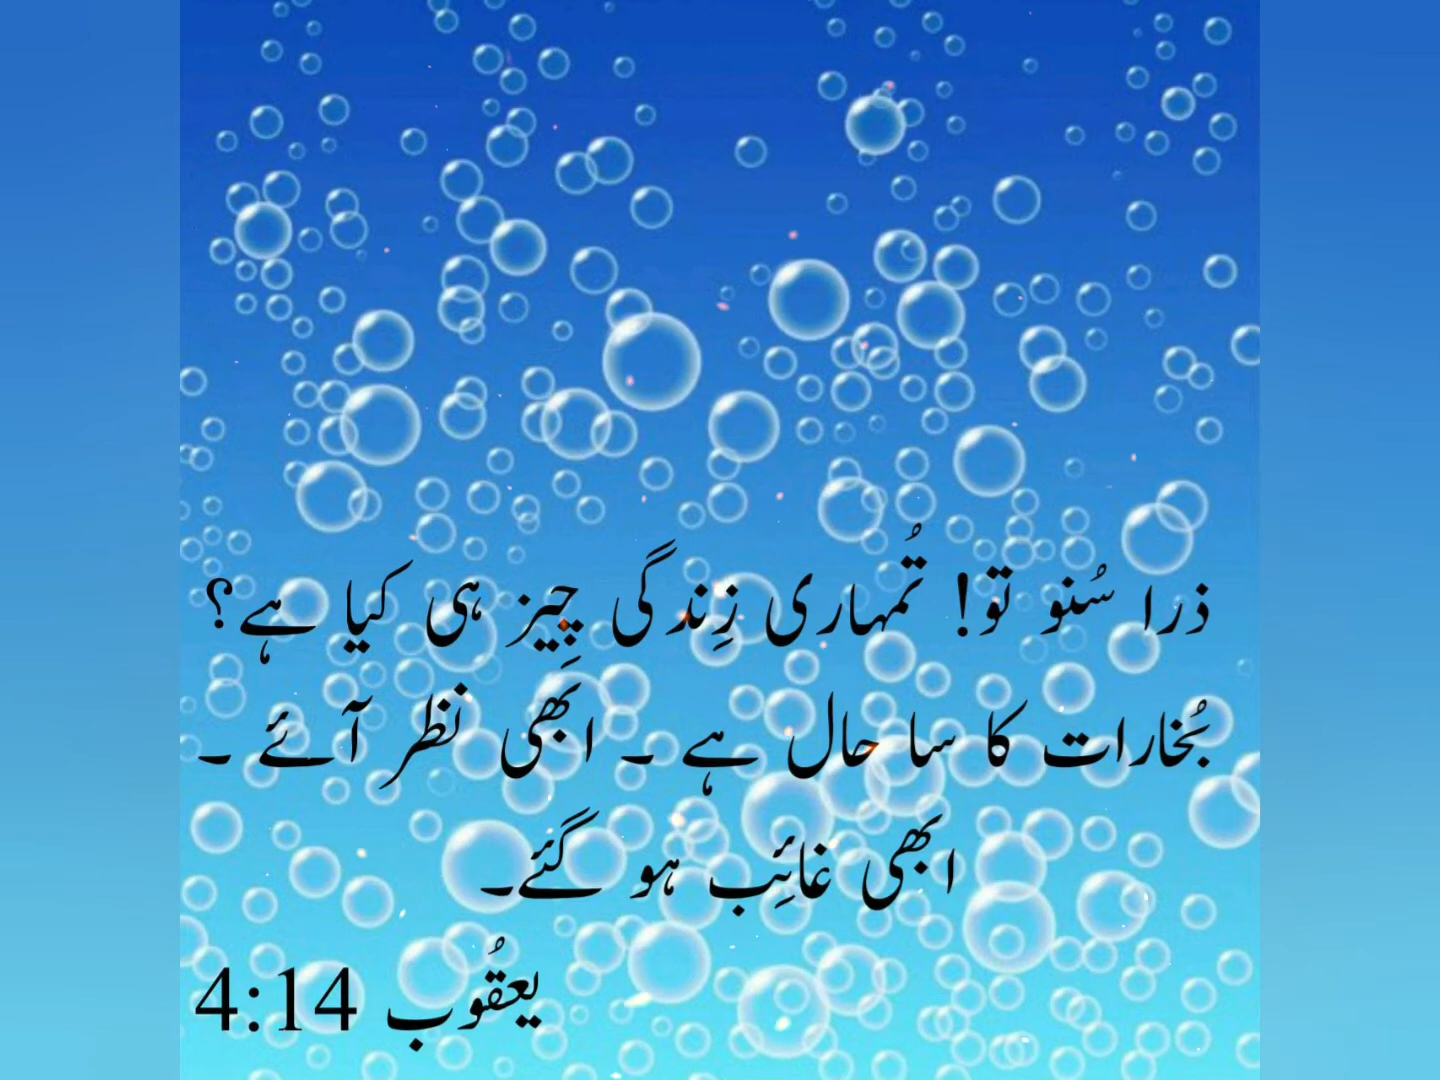 ذرا سُنو تو! تُمہاری زِندگی چِیز ہی کیا ہے؟
بُخارات کا سا حال ہے ۔ ابھی نظر آئے ۔
ابھی غائِب ہو گئے۔
یعقُوب 4:14